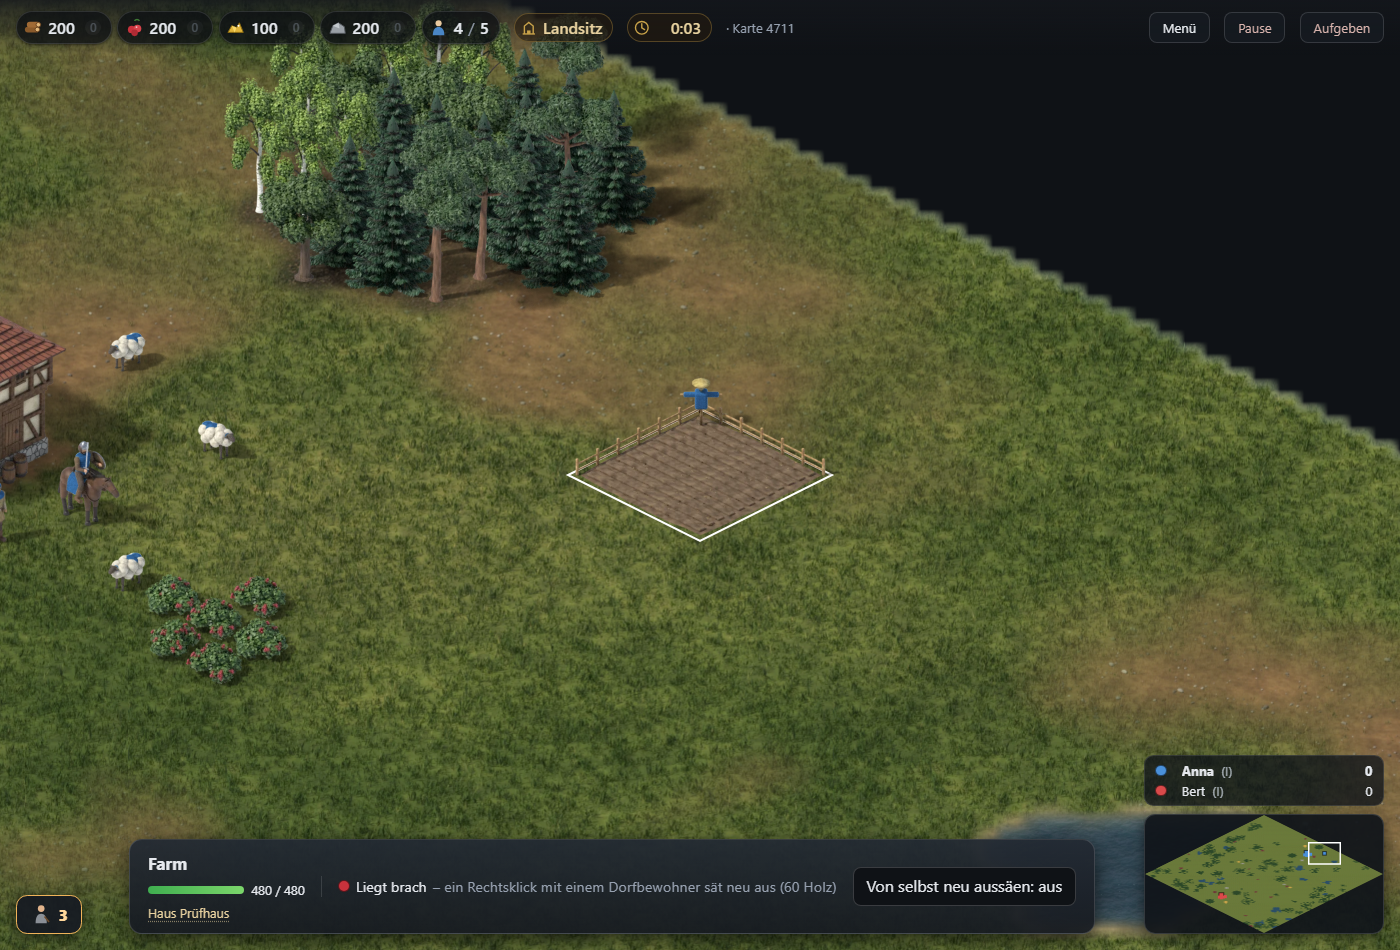 200 0 200 0 100 0 200 0 4 / 5 Landsitz 0:03 · Karte 4711 Menü Pause Aufgeben
Anna (I) 0
Bert (I) 0
Farm
480 / 480 Liegt brach – ein Rechtsklick mit einem Dorfbewohner sät neu aus (60 Holz) Von selbst neu aussäen: aus
Haus Prüfhaus
3